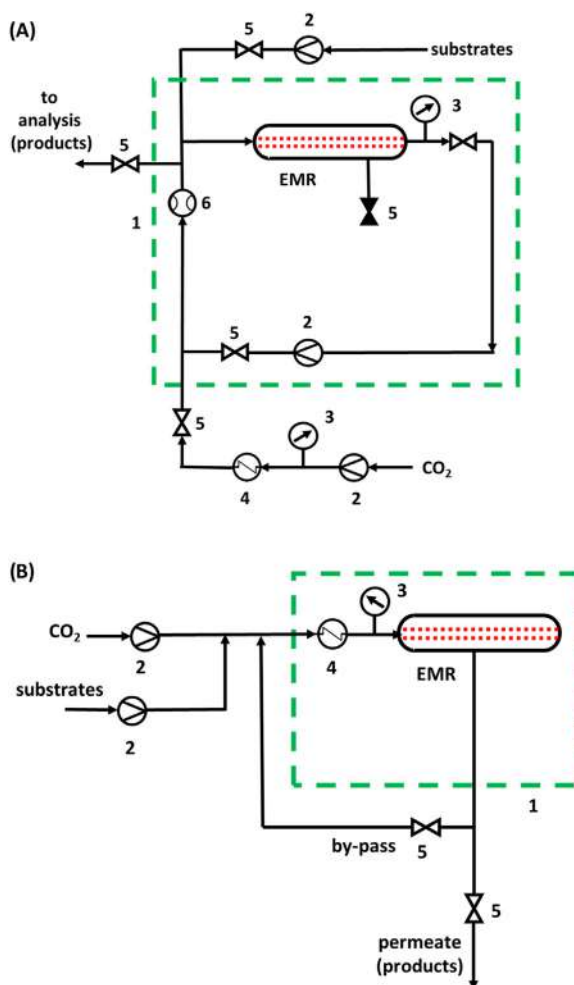 (A)
5
2
substrates
to
analysis
(products)
5
3
EMR
5
6
1
5
2
5
3
4
2
CO₂
(B)
3
CO₂
2
4
EMR
substrates
2
1
by-pass
5
5
permeate
(products)